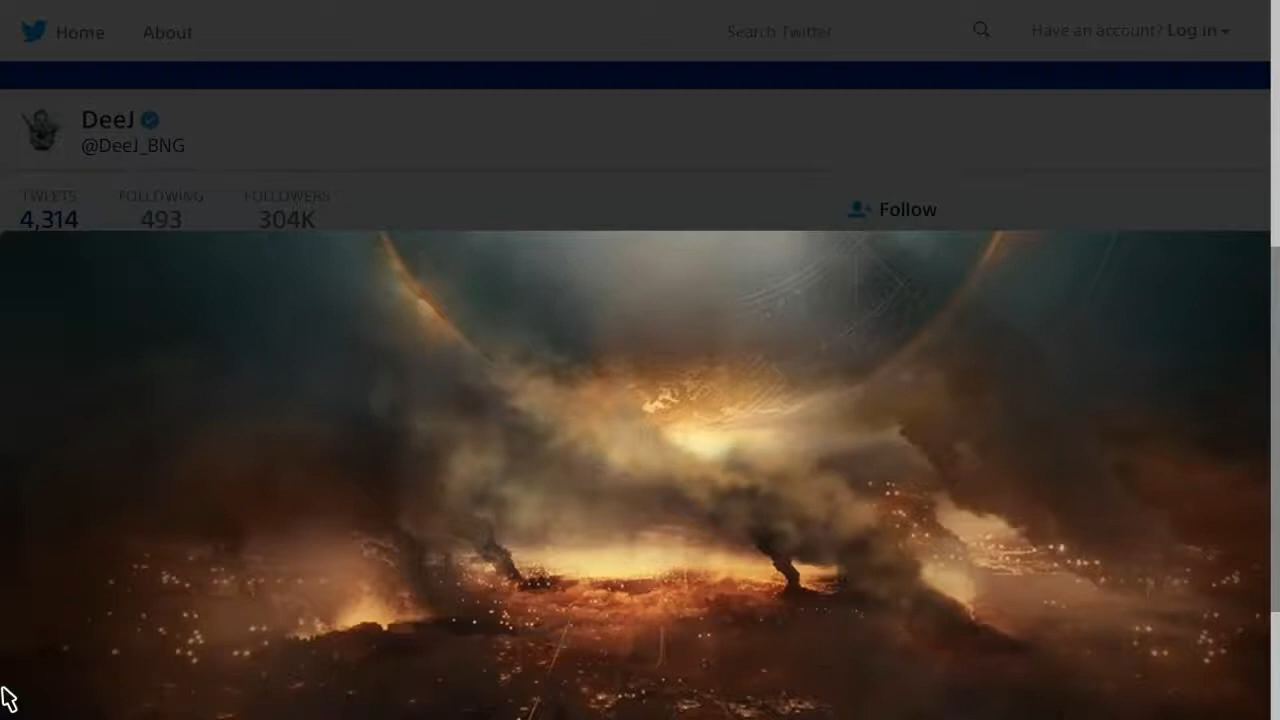 Home About Search Twitter Have an account? Log in
DeeJ
@DeeJ_BNG
TWEETS FOLLOWING FOLLOWERS
4,314 493 304K
Follow